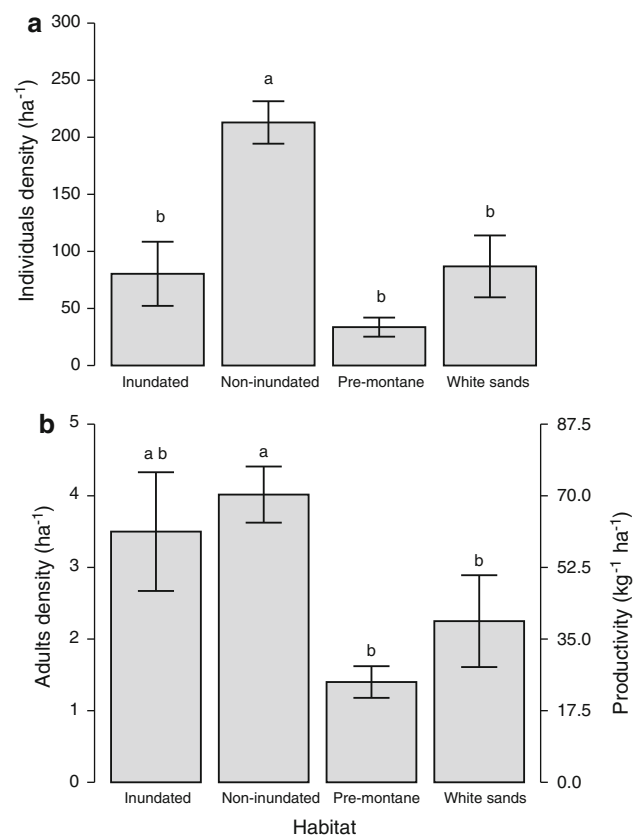 a
Individuals density (ha⁻¹)
300
250
200
150
100
50
0
b
a
b
b
Inundated Non-inundated Pre-montane White sands
b
Adults density (ha⁻¹)
5
4
3
2
1
0
a b
a
b
b
87.5
70.0
52.5
35.0
17.5
0.0
Productivity (kg⁻¹ ha⁻¹)
Inundated Non-inundated Pre-montane White sands
Habitat